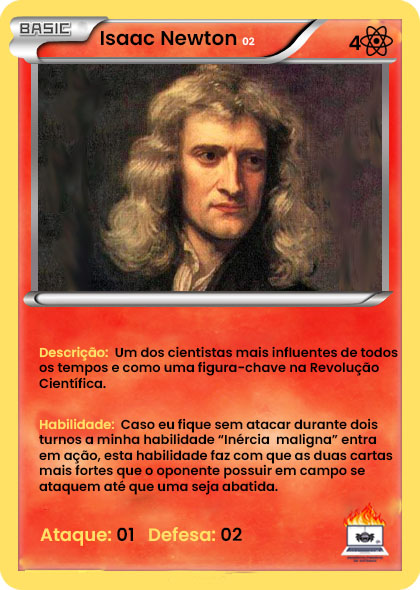 BASIC
Isaac Newton 02
4
Descrição: Um dos cientistas mais influentes de todos
os tempos e como uma figura-chave na Revolução
Científica.
Habilidade: Caso eu fique sem atacar durante dois
turnos a minha habilidade “Inércia maligna” entra
em ação, esta habilidade faz com que as duas cartas
mais fortes que o oponente possuir em campo se
ataquem até que uma seja abatida.
Ataque: 01 Defesa: 02